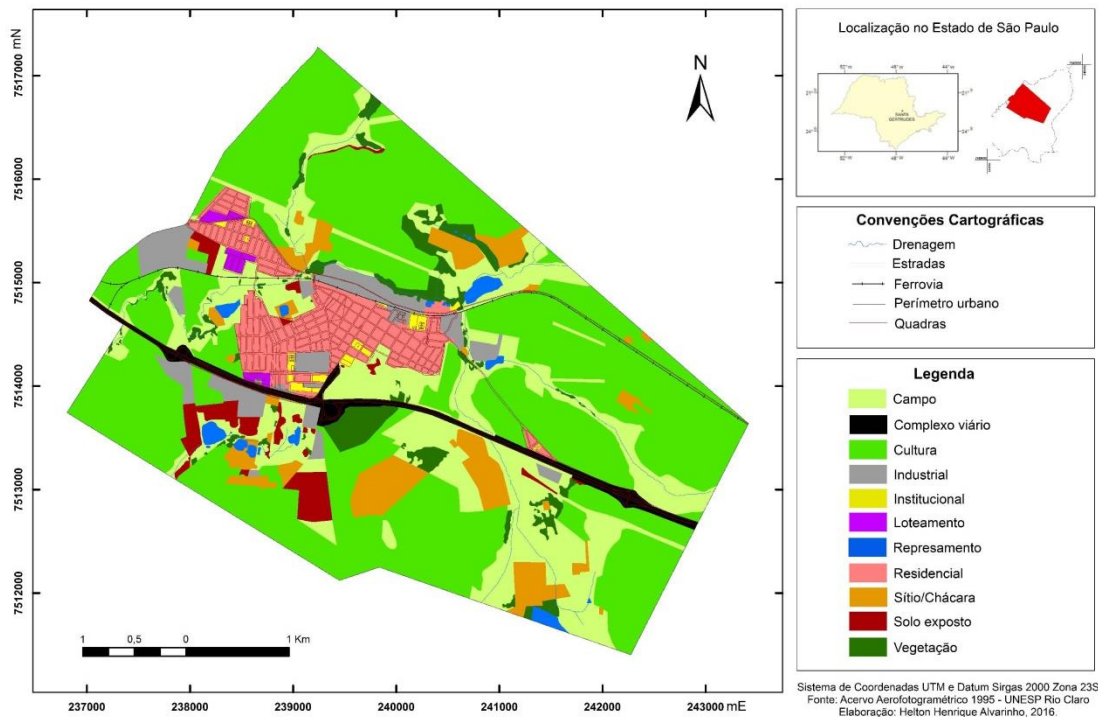 7517000 mN
7516000
7515000
7514000
7513000
7512000
237000
238000
239000
240000
241000
242000
243000 mE
N
1
0,5
0
1 Km
Localização no Estado de São Paulo
SANTA
GERTRUDES
Convenções Cartográficas
Drenagem
Estradas
Ferrovia
Perímetro urbano
Quadras
Legenda
Campo
Complexo viário
Cultura
Industrial
Institucional
Loteamento
Represamento
Residencial
Sítio/Chácara
Solo exposto
Vegetação
Sistema de Coordenadas UTM e Datum Sirgas 2000 Zona 23S
Fonte: Acervo Aerofotogramétrico 1995 - UNESP Rio Claro
Elaboração: Helton Henrique Alvarinho, 2016.